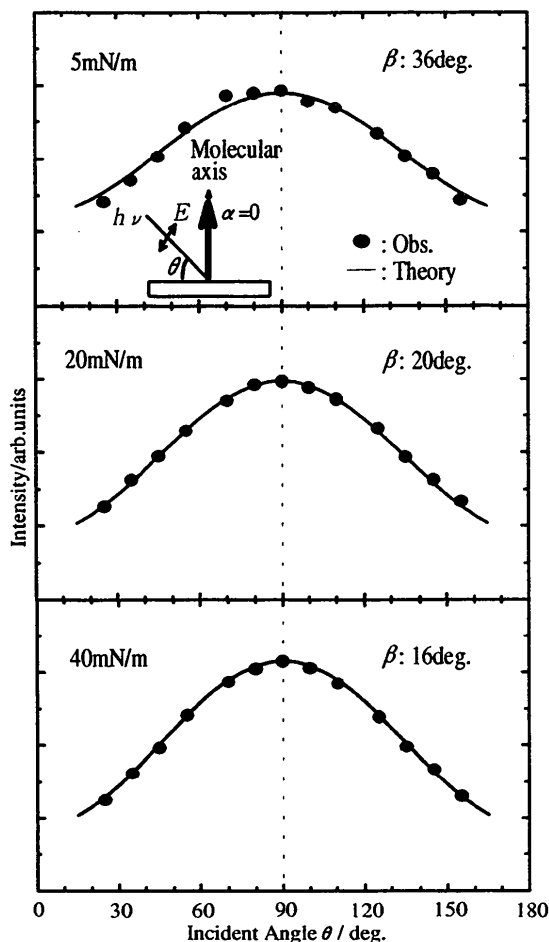 5mN/m
β: 36deg.
Molecular
axis
hν
E
α=0
θ
● : Obs.
— : Theory
20mN/m
β: 20deg.
Intensity/arb.units
40mN/m
β: 16deg.
0 30 60 90 120 150 180
Incident Angle θ / deg.